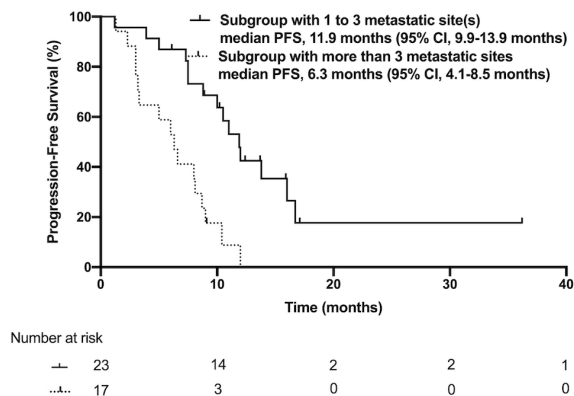 Subgroup with 1 to 3 metastatic site(s)
median PFS, 11.9 months (95% CI, 9.9-13.9 months)
Subgroup with more than 3 metastatic sites
median PFS, 6.3 months (95% CI, 4.1-8.5 months)
Progression-Free Survival (%)
100
80
60
40
20
0
0 10 20 30 40
Time (months)
Number at risk
23 14 2 2 1
17 3 0 0 0